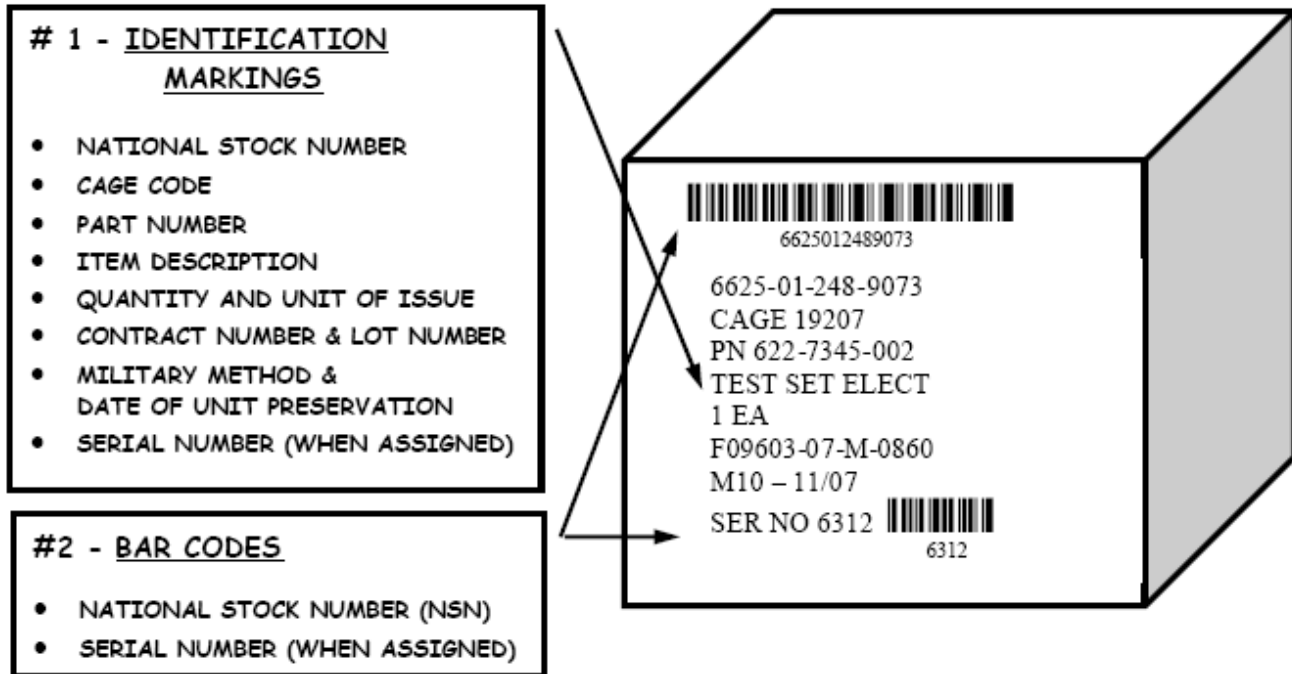 # 1 - IDENTIFICATION
MARKINGS
• NATIONAL STOCK NUMBER
• CAGE CODE
• PART NUMBER
• ITEM DESCRIPTION
• QUANTITY AND UNIT OF ISSUE
• CONTRACT NUMBER & LOT NUMBER
• MILITARY METHOD &
DATE OF UNIT PRESERVATION
• SERIAL NUMBER (WHEN ASSIGNED)
#2 - BAR CODES
• NATIONAL STOCK NUMBER (NSN)
• SERIAL NUMBER (WHEN ASSIGNED)
6625012489073
6625-01-248-9073
CAGE 19207
PN 622-7345-002
TEST SET ELECT
1 EA
F09603-07-M-0860
M10 – 11/07
SER NO 6312
6312